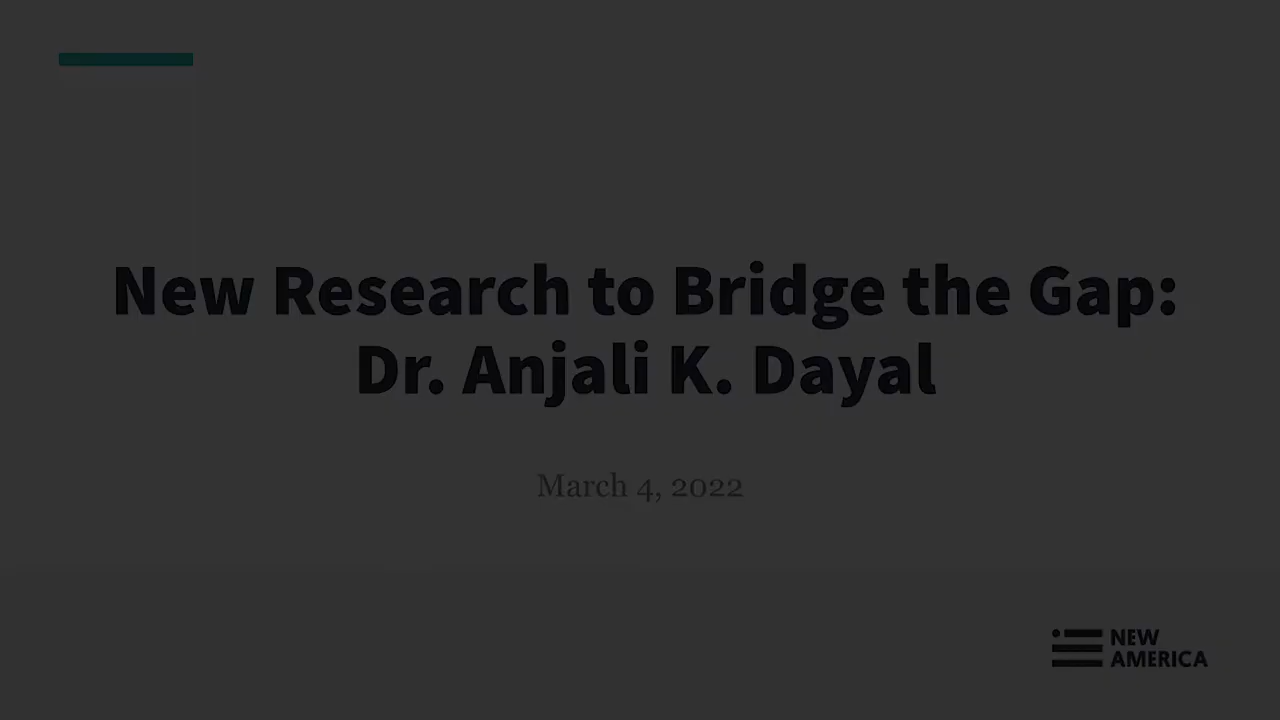 New Research to Bridge the Gap:
Dr. Anjali K. Dayal
March 4, 2022
NEW
AMERICA